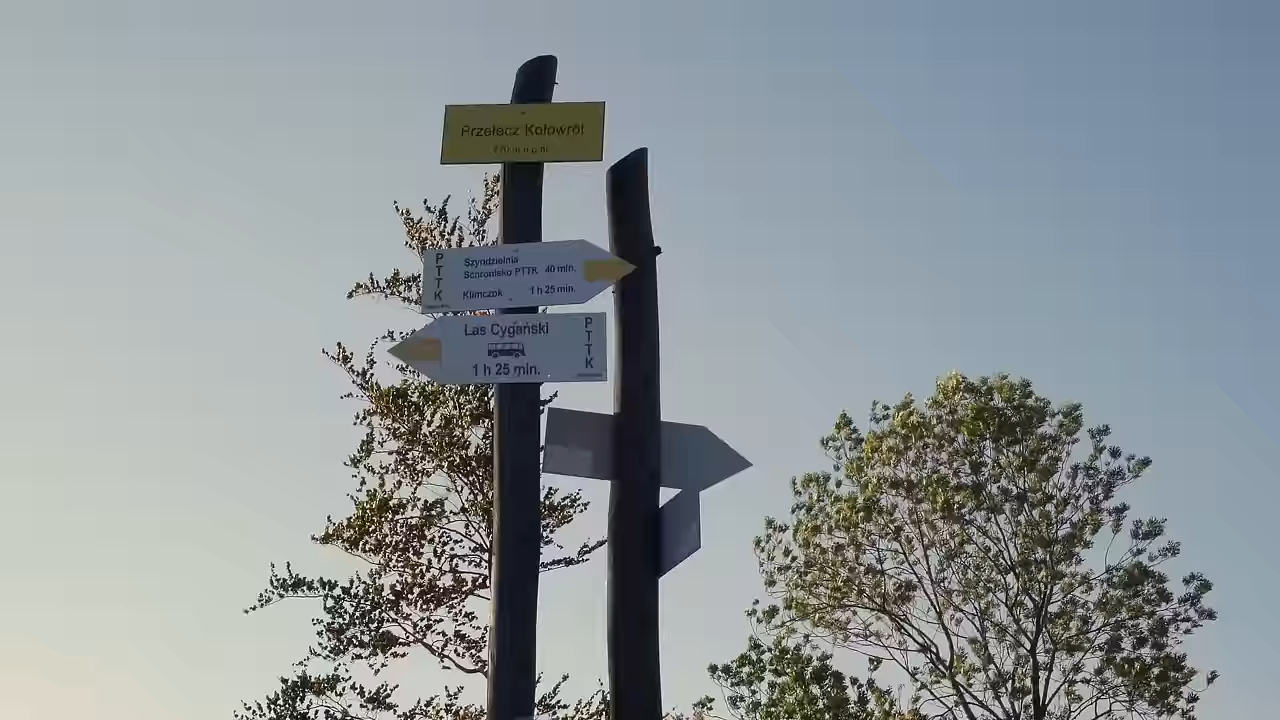 Przełęcz Kołowrót
PTTK
Szyndzielnia
Schronisko PTTK 40 min.
Klimczok 1 h 25 min.
Las Cygański
PTTK
1 h 25 min.